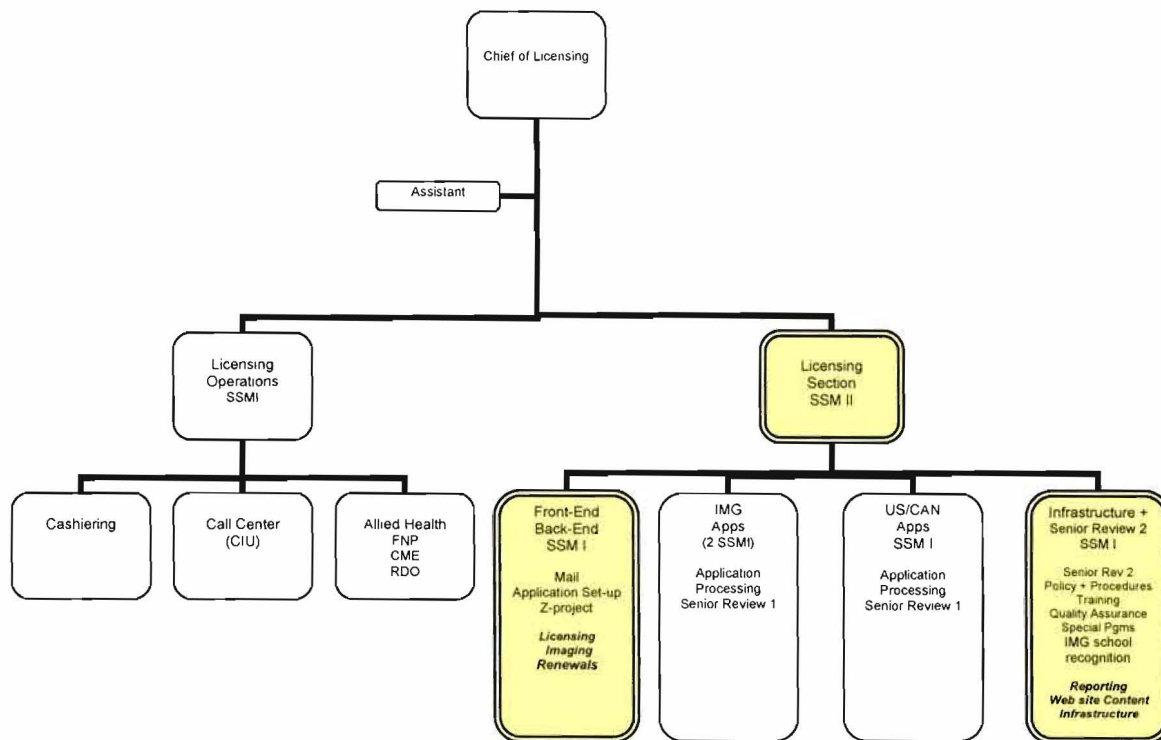 Chief of Licensing
Assistant
Licensing
Operations
SSMI
Licensing
Section
SSM II
Cashiering
Call Center
(CIU)
Allied Health
FNP
CME
RDO
Front-End
Back-End
SSM I
Mail
Application Set-up
Z-project
Licensing
Imaging
Renewals
IMG
Apps
(2 SSMI)
Application
Processing
Senior Review 1
US/CAN
Apps
SSM I
Application
Processing
Senior Review 1
Infrastructure +
Senior Review 2
SSM I
Senior Rev 2
Policy + Procedures
Training
Quality Assurance
Special Pgms
IMG school
recognition
Reporting
Web site Content
Infrastructure